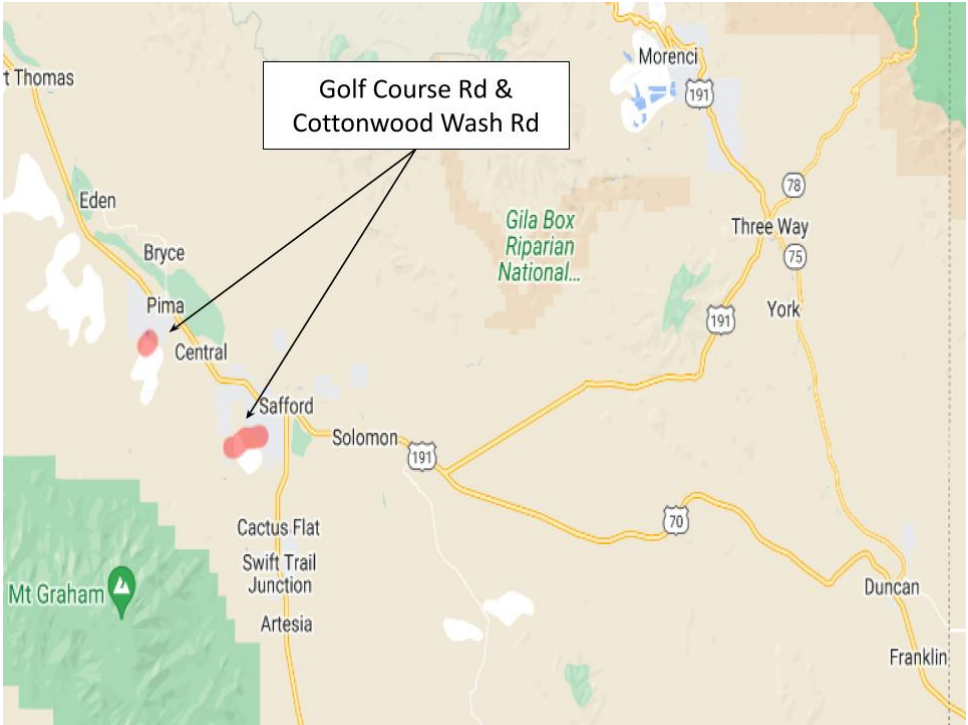 Morenci
rt Thomas
Golf Course Rd &
Cottonwood Wash Rd
191
78
Eden
Gila Box
Riparian
National...
Three Way
Bryce
75
Pima
York
191
Central
Safford
Solomon
191
70
Cactus Flat
Swift Trail
Junction
Mt Graham
Duncan
Artesia
Franklin